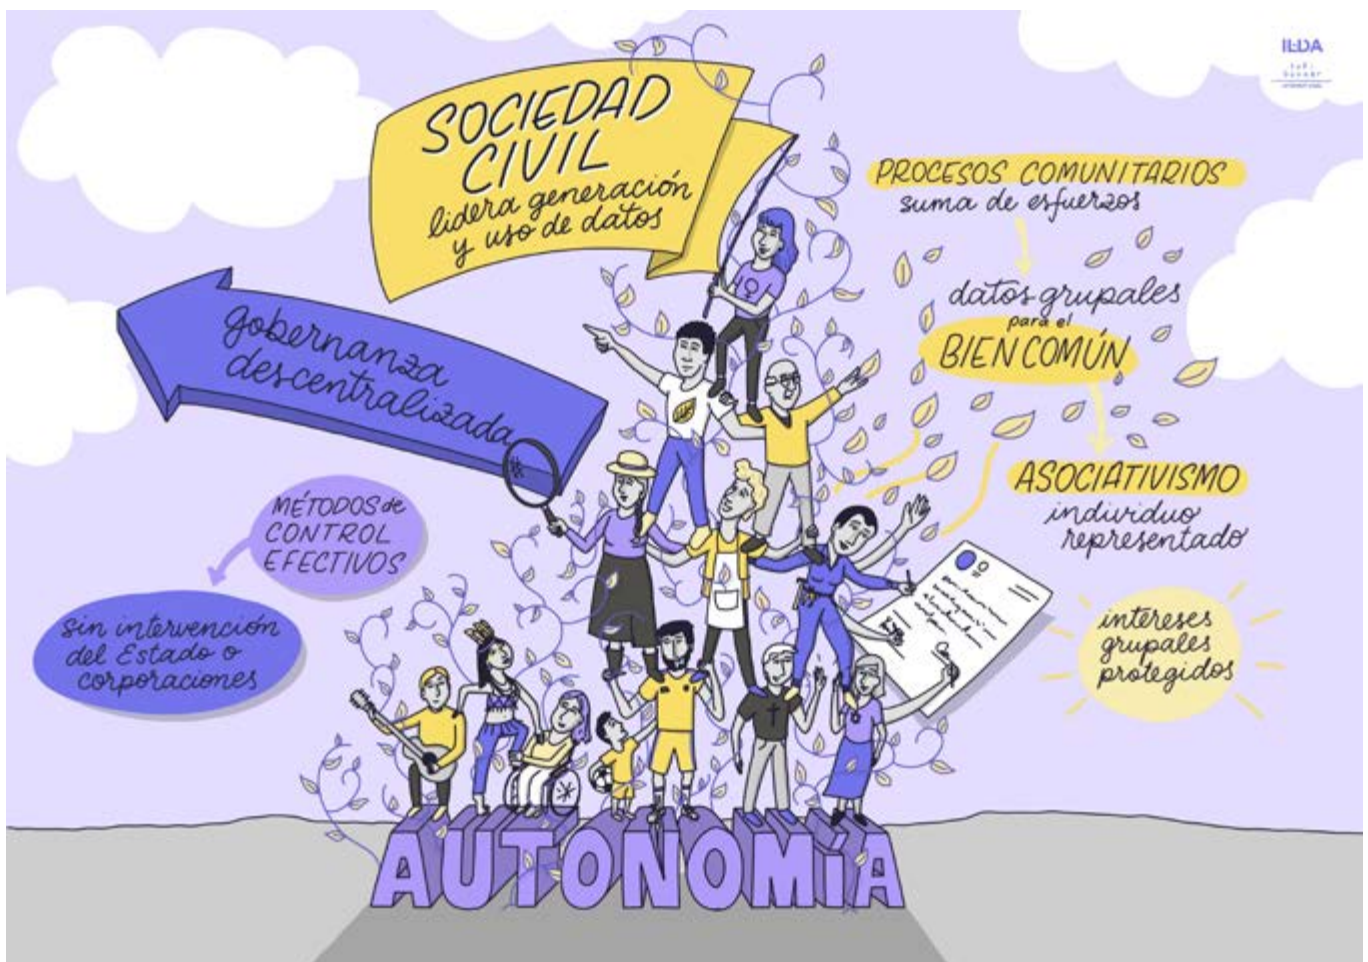 ILDA
SOCIEDAD
CIVIL
lidera generación
y uso de datos
PROCESOS COMUNITARIOS
suma de esfuerzos
datos grupales
para el
BIEN COMÚN
gobernanza
descentralizada
ASOCIATIVISMO
individuo
representado
MÉTODOS de
CONTROL
EFECTIVOS
sin intervención
del Estado o
corporaciones
intereses
grupales
protegidos
AUTONOMÍA